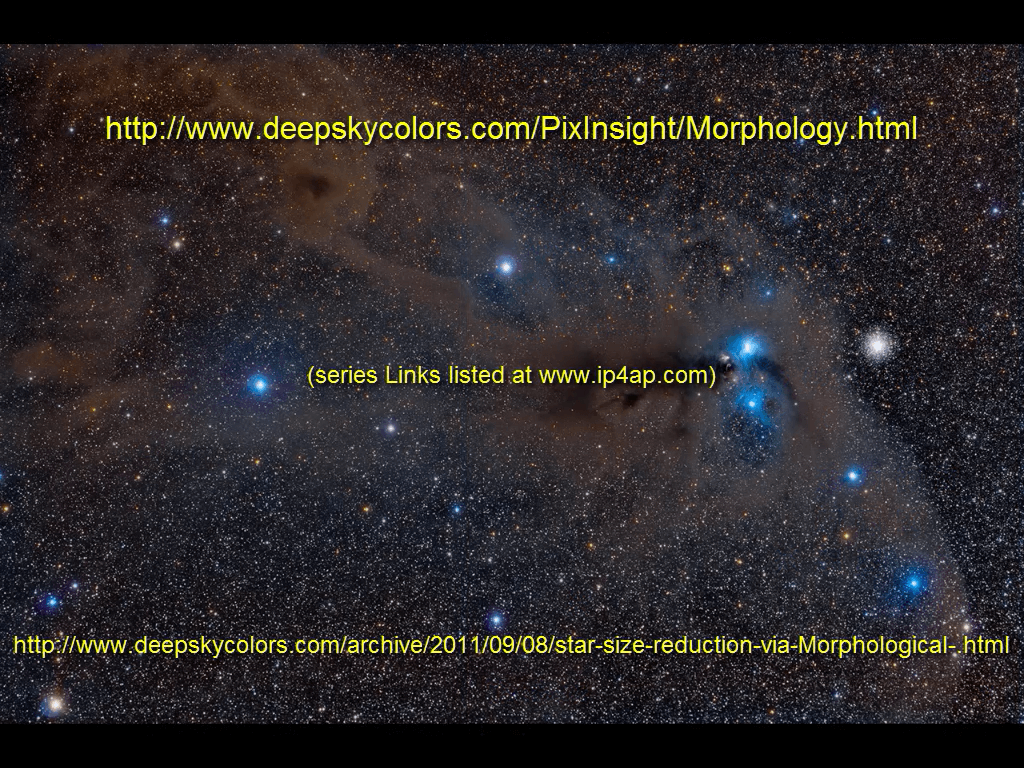 http://www.deepskycolors.com/PixInsight/Morphology.html
(series Links listed at www.ip4ap.com)
http://www.deepskycolors.com/archive/2011/09/08/star-size-reduction-via-Morphological-.html